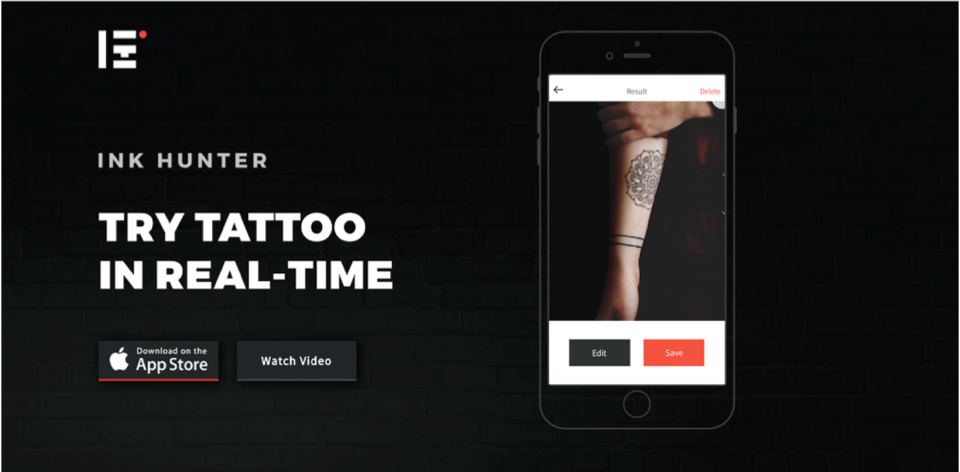 INK HUNTER
TRY TATTOO
IN REAL-TIME
Download on the
App Store
Watch Video
Result
Delete
Edit
Save